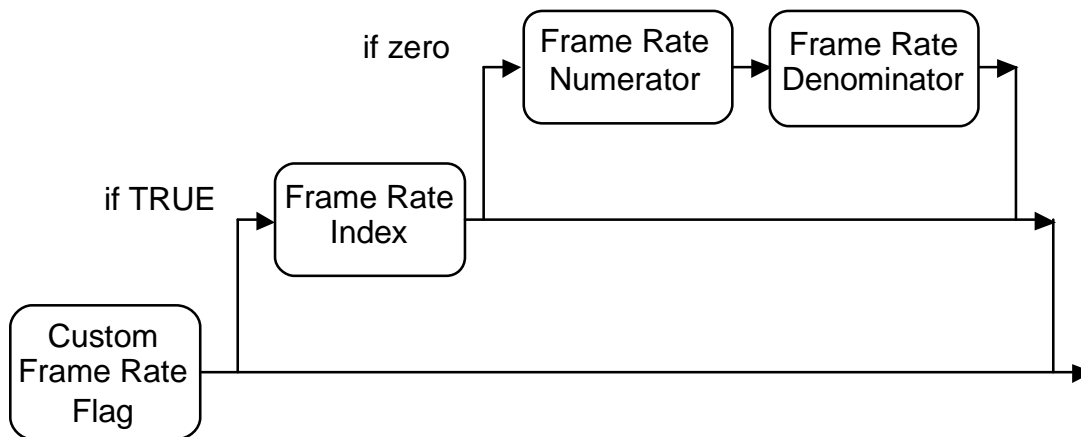 if zero
Frame Rate
Numerator
Frame Rate
Denominator
if TRUE
Frame Rate
Index
Custom
Frame Rate
Flag